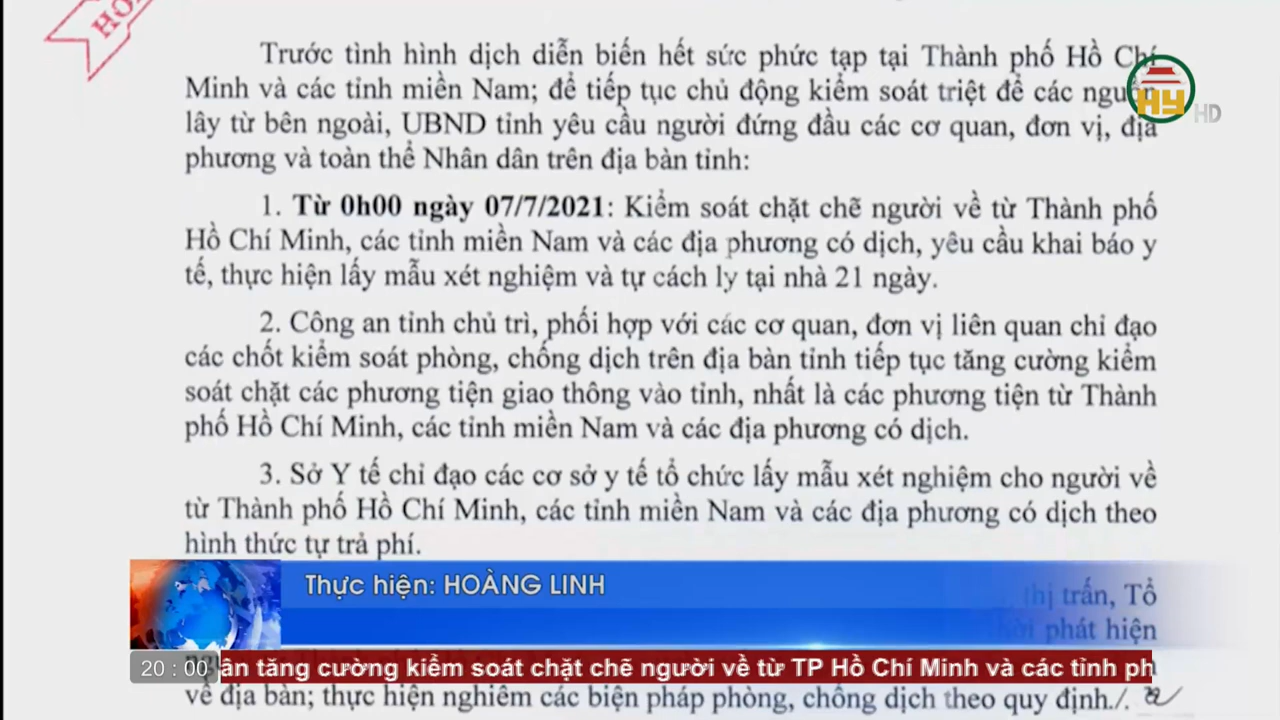 Trước tình hình dịch diễn biến hết sức phức tạp tại Thành phố Hồ Chí
Minh và các tỉnh miền Nam; để tiếp tục chủ động kiểm soát triệt để các nguồn
HY HD
lây từ bên ngoài, UBND tỉnh yêu cầu người đứng đầu các cơ quan, đơn vị, địa
phương và toàn thể Nhân dân trên địa bàn tỉnh:
1. Từ 0h00 ngày 07/7/2021: Kiểm soát chặt chẽ người về từ Thành phố
Hồ Chí Minh, các tỉnh miền Nam và các địa phương có dịch, yêu cầu khai báo y
tế, thực hiện lấy mẫu xét nghiệm và tự cách ly tại nhà 21 ngày.
2. Công an tỉnh chủ trì, phối hợp với các cơ quan, đơn vị liên quan chỉ đạo
các chốt kiểm soát phòng, chống dịch trên địa bàn tỉnh tiếp tục tăng cường kiểm
soát chặt các phương tiện giao thông vào tỉnh, nhất là các phương tiện từ Thành
phố Hồ Chí Minh, các tỉnh miền Nam và các địa phương có dịch.
3. Sở Y tế chỉ đạo các cơ sở y tế tổ chức lấy mẫu xét nghiệm cho người về
từ Thành phố Hồ Chí Minh, các tỉnh miền Nam và các địa phương có dịch theo
hình thức tự trả phí.
Thực hiện: HOÀNG LINH
thị trấn, Tổ
phát hiện
20 : 00 ân tăng cường kiểm soát chặt chẽ người về từ TP Hồ Chí Minh và các tỉnh ph
về địa bàn; thực hiện nghiêm các biện pháp phòng, chống dịch theo quy định./.